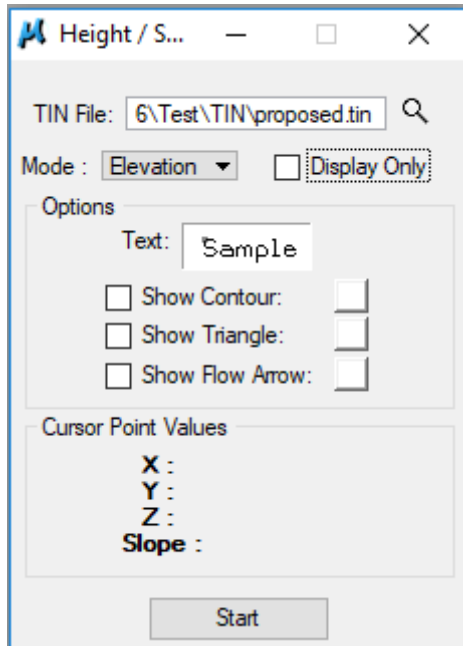 Height / S...
TIN File: 6\Test\TIN\proposed.tin
Mode : Elevation Display Only
Options
Text: Sample
Show Contour:
Show Triangle:
Show Flow Arrow:
Cursor Point Values
X :
Y :
Z :
Slope :
Start